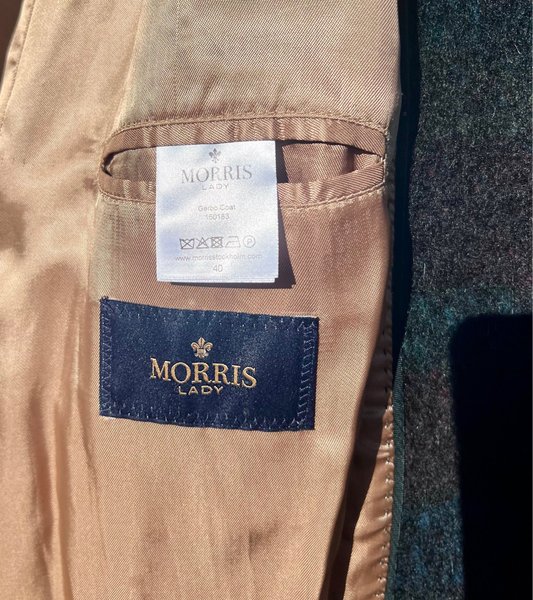 MORRIS
LADY
Garbo Coat
160183
www.morrisstockholm.com
40
MORRIS
LADY